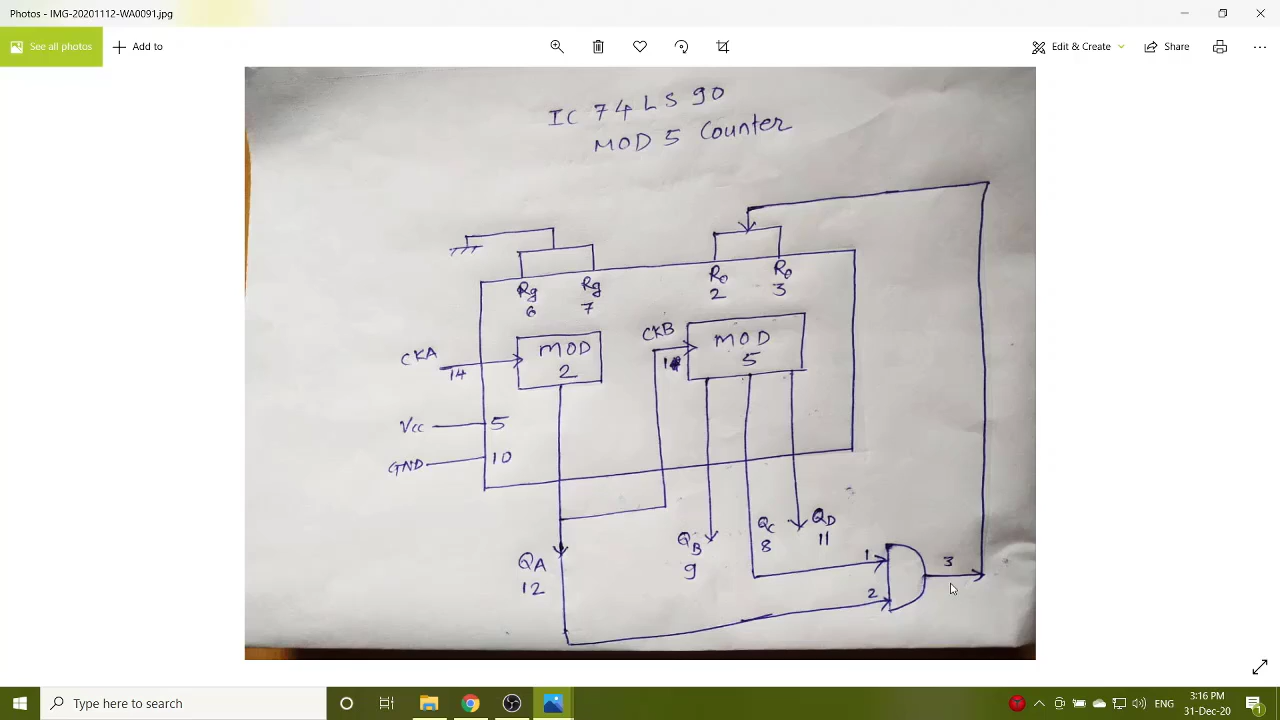 Photos - IMG-20201112-WA0091.jpg
See all photos
Add to
Edit & Create
Share
IC 74LS90
MOD 5 Counter
Rg Rg
6 7
Ro Ro
2 3
CKA
14
MOD
2
CKB
MOD
5
Vcc 5
GND 10
QA
12
QB
9
QC
8
QD
11
1
2
3
Type here to search
3:16 PM
31-Dec-20
1